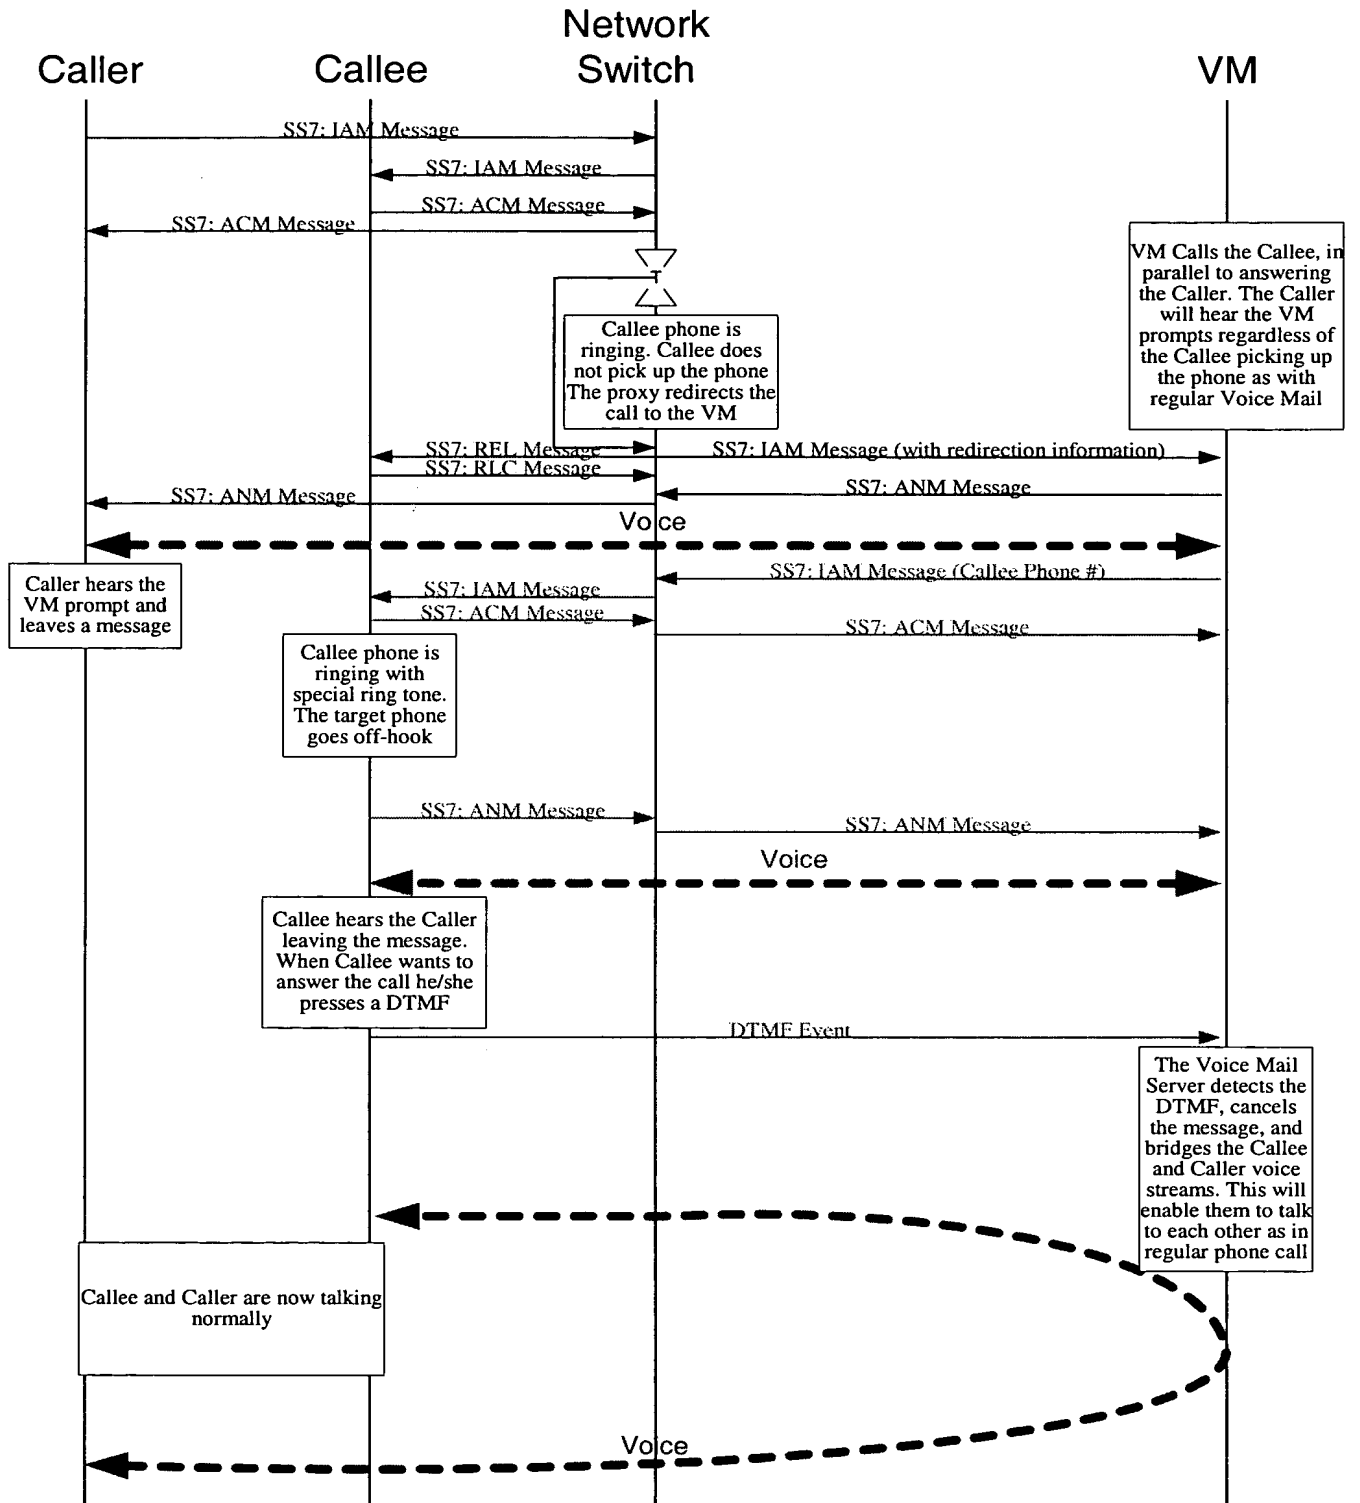 Network
Caller
Callee
Switch
VM
SS7: IAM Message
SS7: IAM Message
SS7: ACM Message
SS7: ACM Message
VM Calls the Callee, in
parallel to answering
the Caller. The Caller
will hear the VM
prompts regardless of
the Callee picking up
the phone as with
regular Voice Mail
Callee phone is
ringing. Callee does
not pick up the phone
The proxy redirects the
call to the VM
SS7: REL Message
SS7: IAM Message (with redirection information)
SS7: RLC Message
SS7: ANM Message
SS7: ANM Message
Voice
SS7: IAM Message (Callee Phone #)
Caller hears the
VM prompt and
leaves a message
SS7: IAM Message
SS7: ACM Message
SS7: ACM Message
Callee phone is
ringing with
special ring tone.
The target phone
goes off-hook
SS7: ANM Message
SS7: ANM Message
Voice
Callee hears the Caller
leaving the message.
When Callee wants to
answer the call he/she
presses a DTMF
DTMF Event
The Voice Mail
Server detects the
DTMF, cancels
the message, and
bridges the Callee
and Caller voice
streams. This will
enable them to talk
to each other as in
regular phone call
Callee and Caller are now talking
normally
Voice